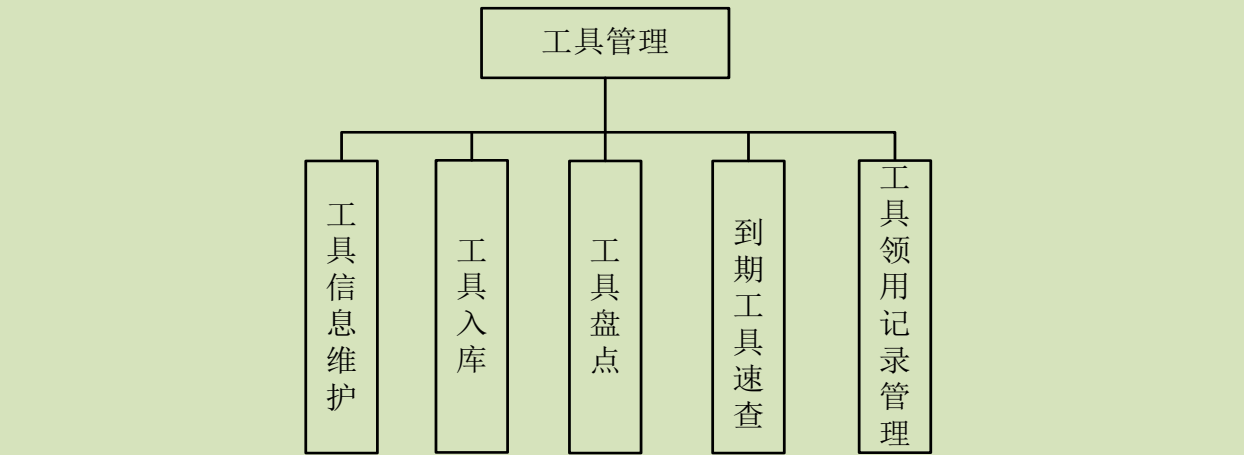 工具管理
工具信息维护
工具入库
工具盘点
到期工具速查
工具领用记录管理